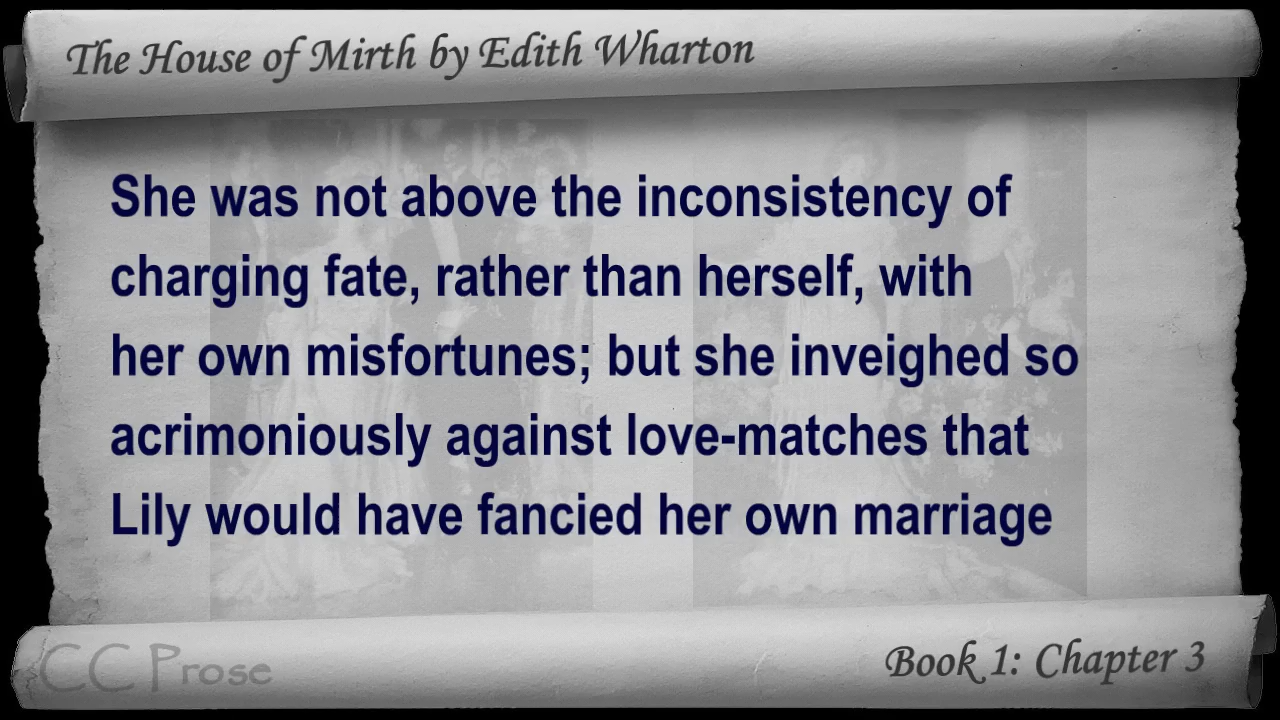 The House of Mirth by Edith Wharton
She was not above the inconsistency of
charging fate, rather than herself, with
her own misfortunes; but she inveighed so
acrimoniously against love-matches that
Lily would have fancied her own marriage
CC Prose
Book 1: Chapter 3